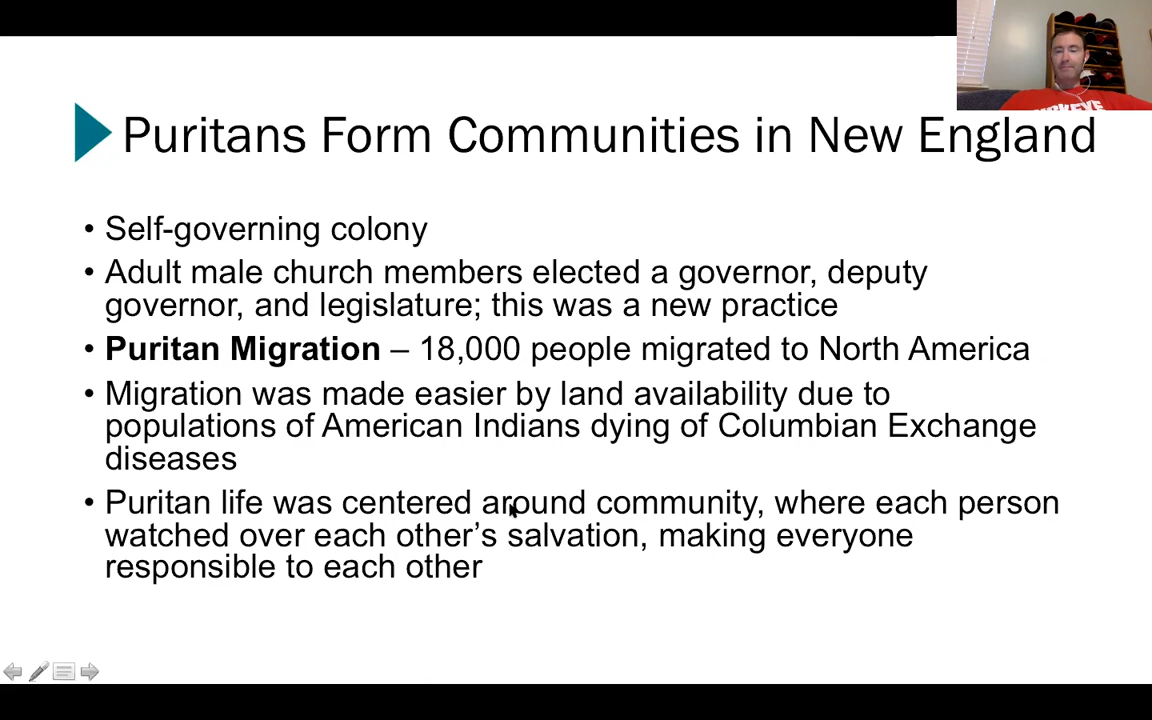 Puritans Form Communities in New England
• Self-governing colony
• Adult male church members elected a governor, deputy
governor, and legislature; this was a new practice
• Puritan Migration – 18,000 people migrated to North America
• Migration was made easier by land availability due to
populations of American Indians dying of Columbian Exchange
diseases
• Puritan life was centered around community, where each person
watched over each other’s salvation, making everyone
responsible to each other